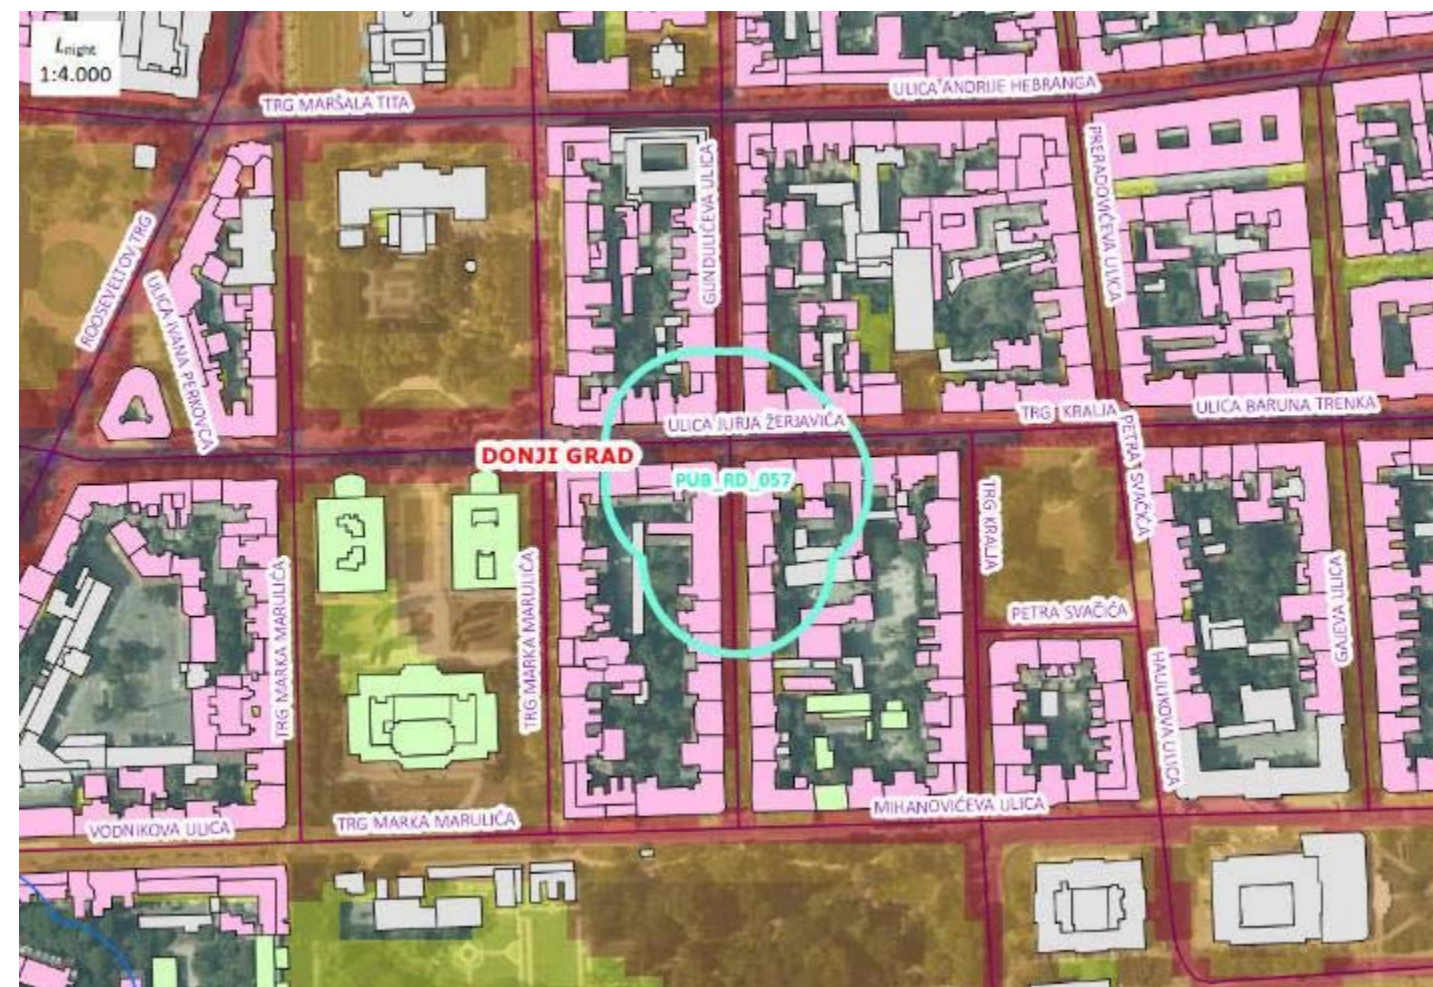 Lnight
1:4.000
TRG MARŠALA TITA
ULICA ANDRIJE HEBRANGA
GUNDULIĆEVA ULICA
PRERADOVIĆEVA ULICA
ROOSEVELTOV TRG
ULICA IVANA PERKOVCA
ULICA JURJA ŽERJAVIĆA
TRG KRALJA
PETRA SVAČIĆA
ULICA BARUNA TRENKA
DONJI GRAD
PUB_RD_057
TRG KRALJA
PETRA SVAČIĆA
TRG MARKA MARULIĆA
TRG MARKA MARULIĆA
GAJEVA ULICA
HAULIKOVA ULICA
VODNIKOVA ULICA
TRG MARKA MARULIĆA
MIHANOVIĆEVA ULICA